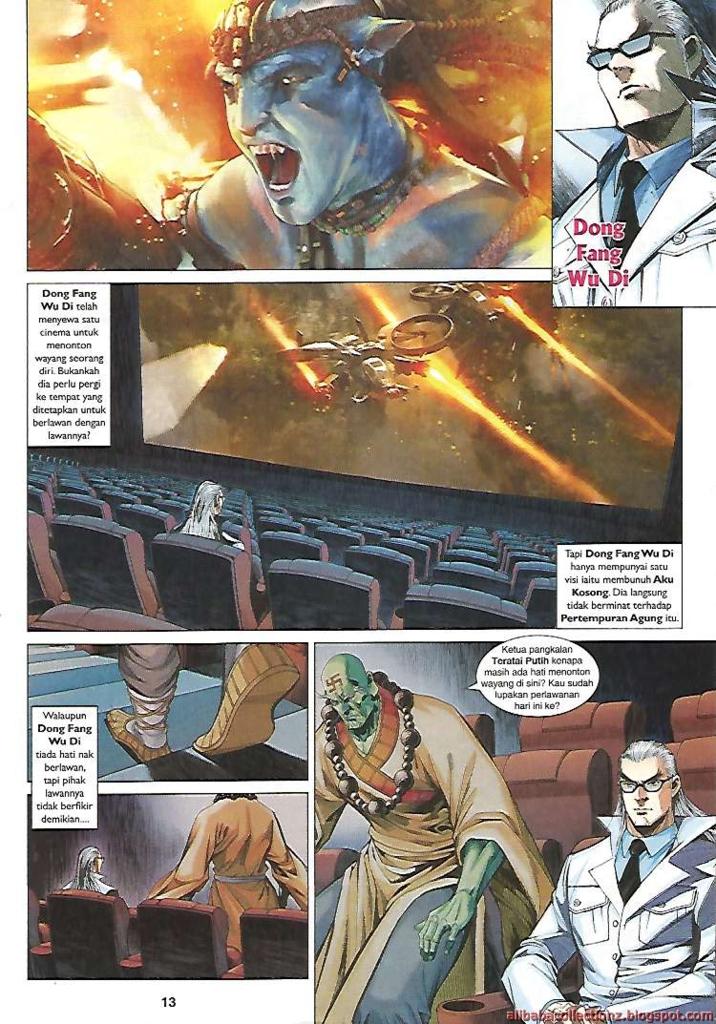 Dong
Fang
Wu Di
Dong Fang
Wu Di telah
menyewa satu
cinema untuk
menonton
wayang seorang
diri. Bukankah
dia perlu pergi
ke tempat yang
ditetapkan untuk
berlawan dengan
lawannya?
Tapi Dong Fang Wu Di
hanya mempunyai satu
visi iaitu membunuh Aku
Kosong. Dia langsung
tidak berminat terhadap
Pertempuran Agung itu.
Walaupun
Dong Fang
Wu Di
tiada hati nak
berlawan,
tapi pihak
lawannya
tidak berfikir
demikian....
Ketua pangkalan
Teratai Putih kenapa
masih ada hati menonton
wayang di sini? Kau sudah
lupakan perlawanan
hari ini ke?
13
alibabacollectionz.blogspot.com